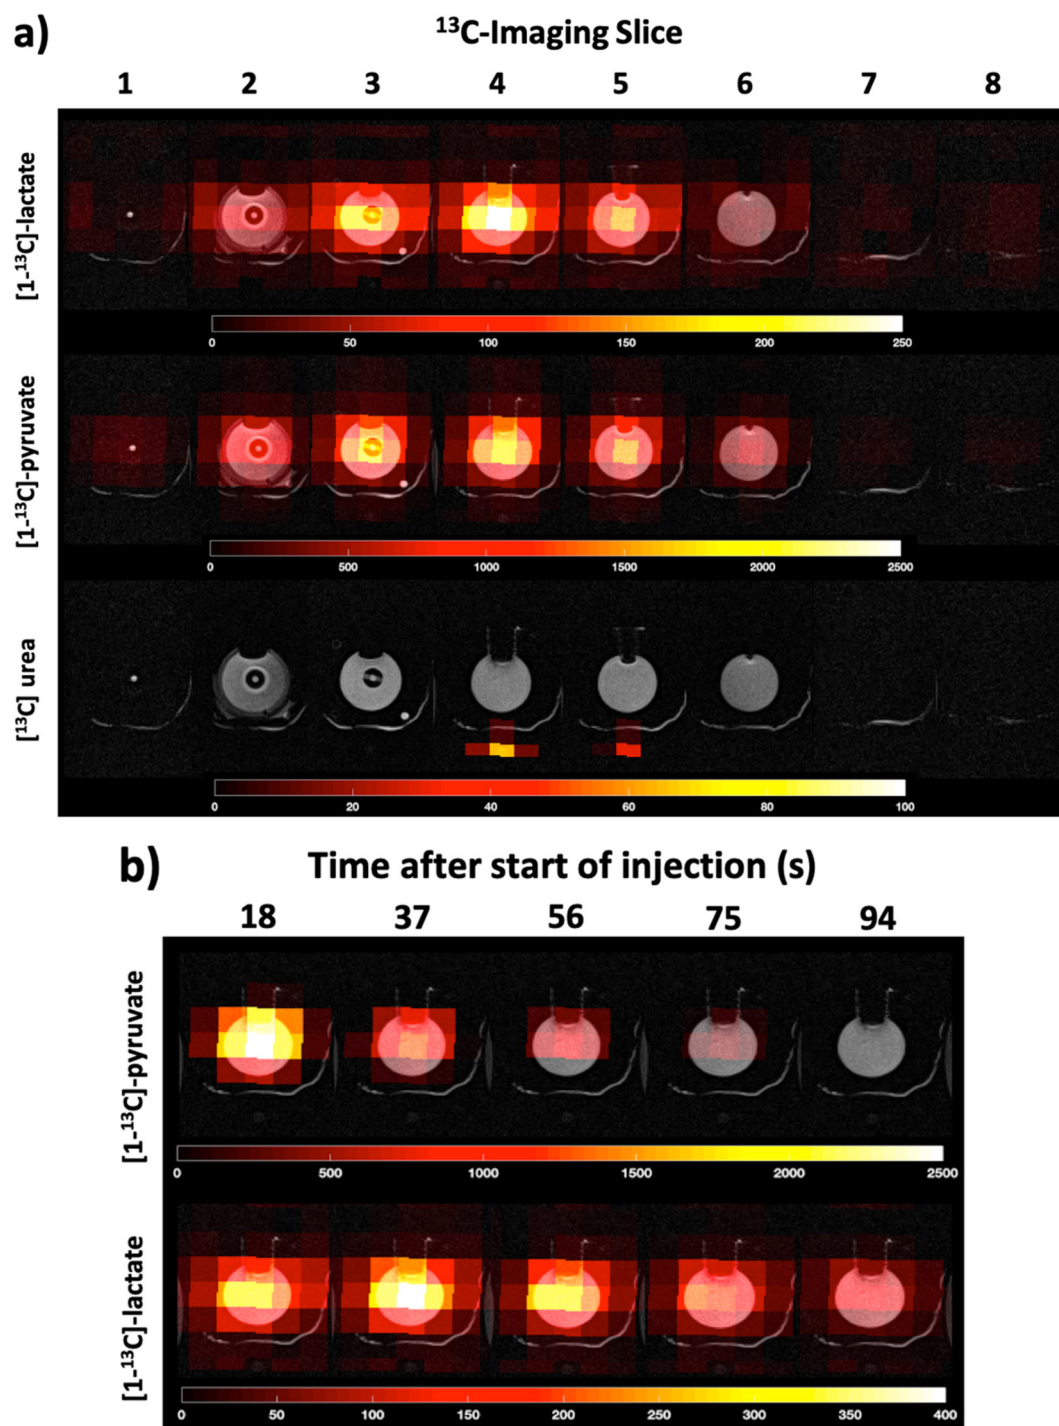 a)
¹³C-Imaging Slice
1 2 3 4 5 6 7 8
[1-¹³C]-lactate
0 50 100 150 200 250
[1-¹³C]-pyruvate
0 500 1000 1500 2000 2500
[¹³C] urea
0 20 40 60 80 100
b)
Time after start of injection (s)
18 37 56 75 94
[1-¹³C]-pyruvate
0 500 1000 1500 2000 2500
[1-¹³C]-lactate
0 50 100 150 200 250 300 350 400